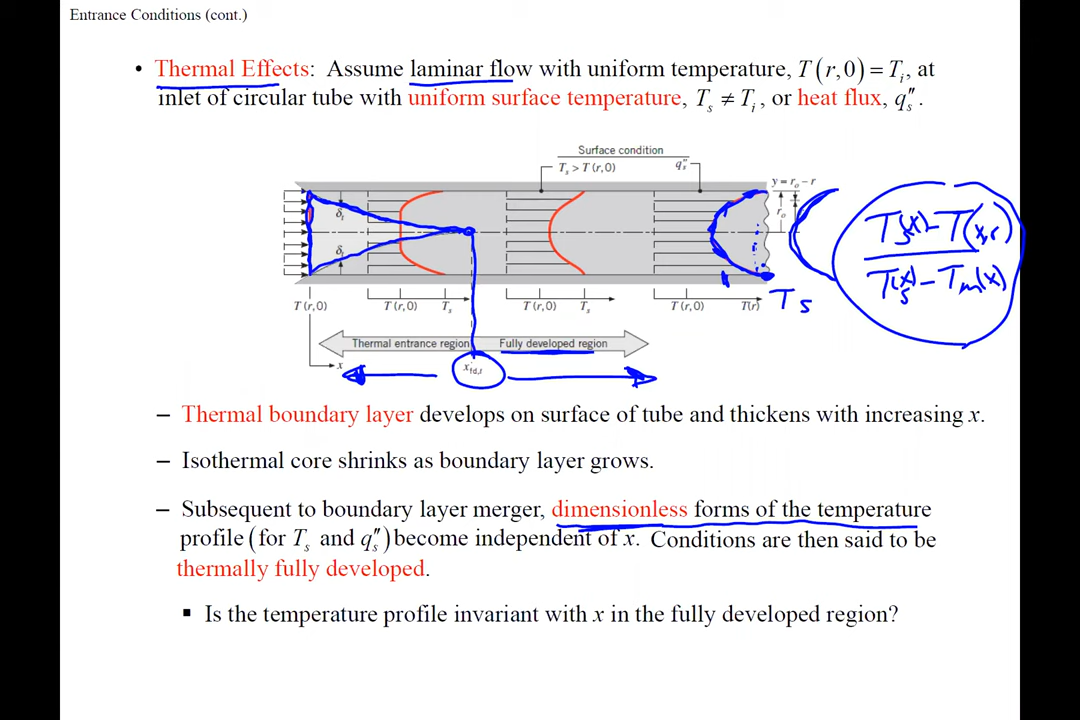 Entrance Conditions (cont.)
• Thermal Effects: Assume laminar flow with uniform temperature, T(r,0) = Tᵢ, at
inlet of circular tube with uniform surface temperature, Tₛ ≠ Tᵢ, or heat flux, q″ₛ.
Surface condition
Tₛ > T(r,0) q″ₛ
y = rₒ – r
rₒ
δₜ
δₜ
Tₛ(x) – T(x,r)
Tₛ(x) – Tₘ(x)
Tₛ
T(r,0) T(r,0) Tₛ T(r,0) Tₛ T(r,0) T(r)
Thermal entrance region Fully developed region
x x_fd,t
– Thermal boundary layer develops on surface of tube and thickens with increasing x.
– Isothermal core shrinks as boundary layer grows.
– Subsequent to boundary layer merger, dimensionless forms of the temperature
profile (for Tₛ and q″ₛ) become independent of x. Conditions are then said to be
thermally fully developed.
▪ Is the temperature profile invariant with x in the fully developed region?